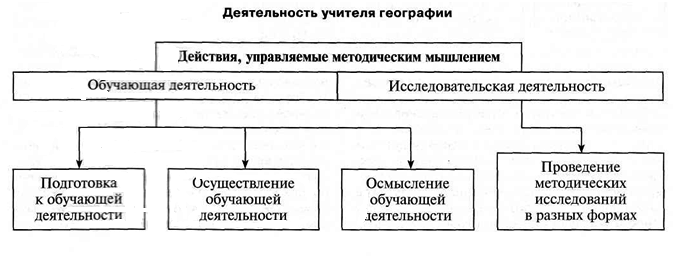 Деятельность учителя географии
Действия, управляемые методическим мышлением
Обучающая деятельность
Исследовательская деятельность
Подготовка
к обучающей
деятельности
Осуществление
обучающей
деятельности
Осмысление
обучающей
деятельности
Проведение
методических
исследований
в разных формах